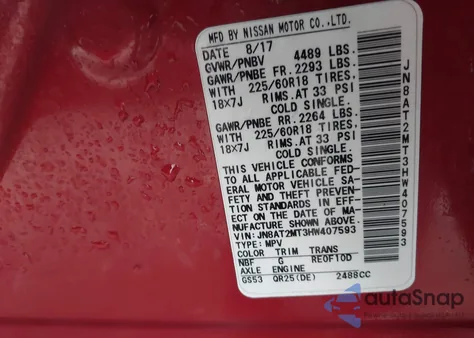 MFD BY NISSAN MOTOR CO.,LTD.
DATE 8/17
GVWR/PNBV 4489 LBS.
GAWR/PNBE FR. 2293 LBS.
WITH 225/60R18 TIRES,
18X7J RIMS, AT 33 PSI
COLD SINGLE.
GAWR/PNBE RR. 2264 LBS.
WITH 225/60R18 TIRES,
18X7J RIMS, AT 33 PSI
COLD SINGLE.
THIS VEHICLE CONFORMS
TO ALL APPLICABLE FED-
ERAL MOTOR VEHICLE SA-
FETY AND THEFT PREVEN-
TION STANDARDS IN EFF-
ECT ON THE DATE OF MA-
NUFACTURE SHOWN ABOVE.
VIN: JN8AT2MT3HW407593
TYPE: MPV
COLOR TRIM TRANS
NBF G RE0F10D
AXLE ENGINE
GS53 QR25(DE) 2488CC
JN8AT2MT3HW407593
autoSnap